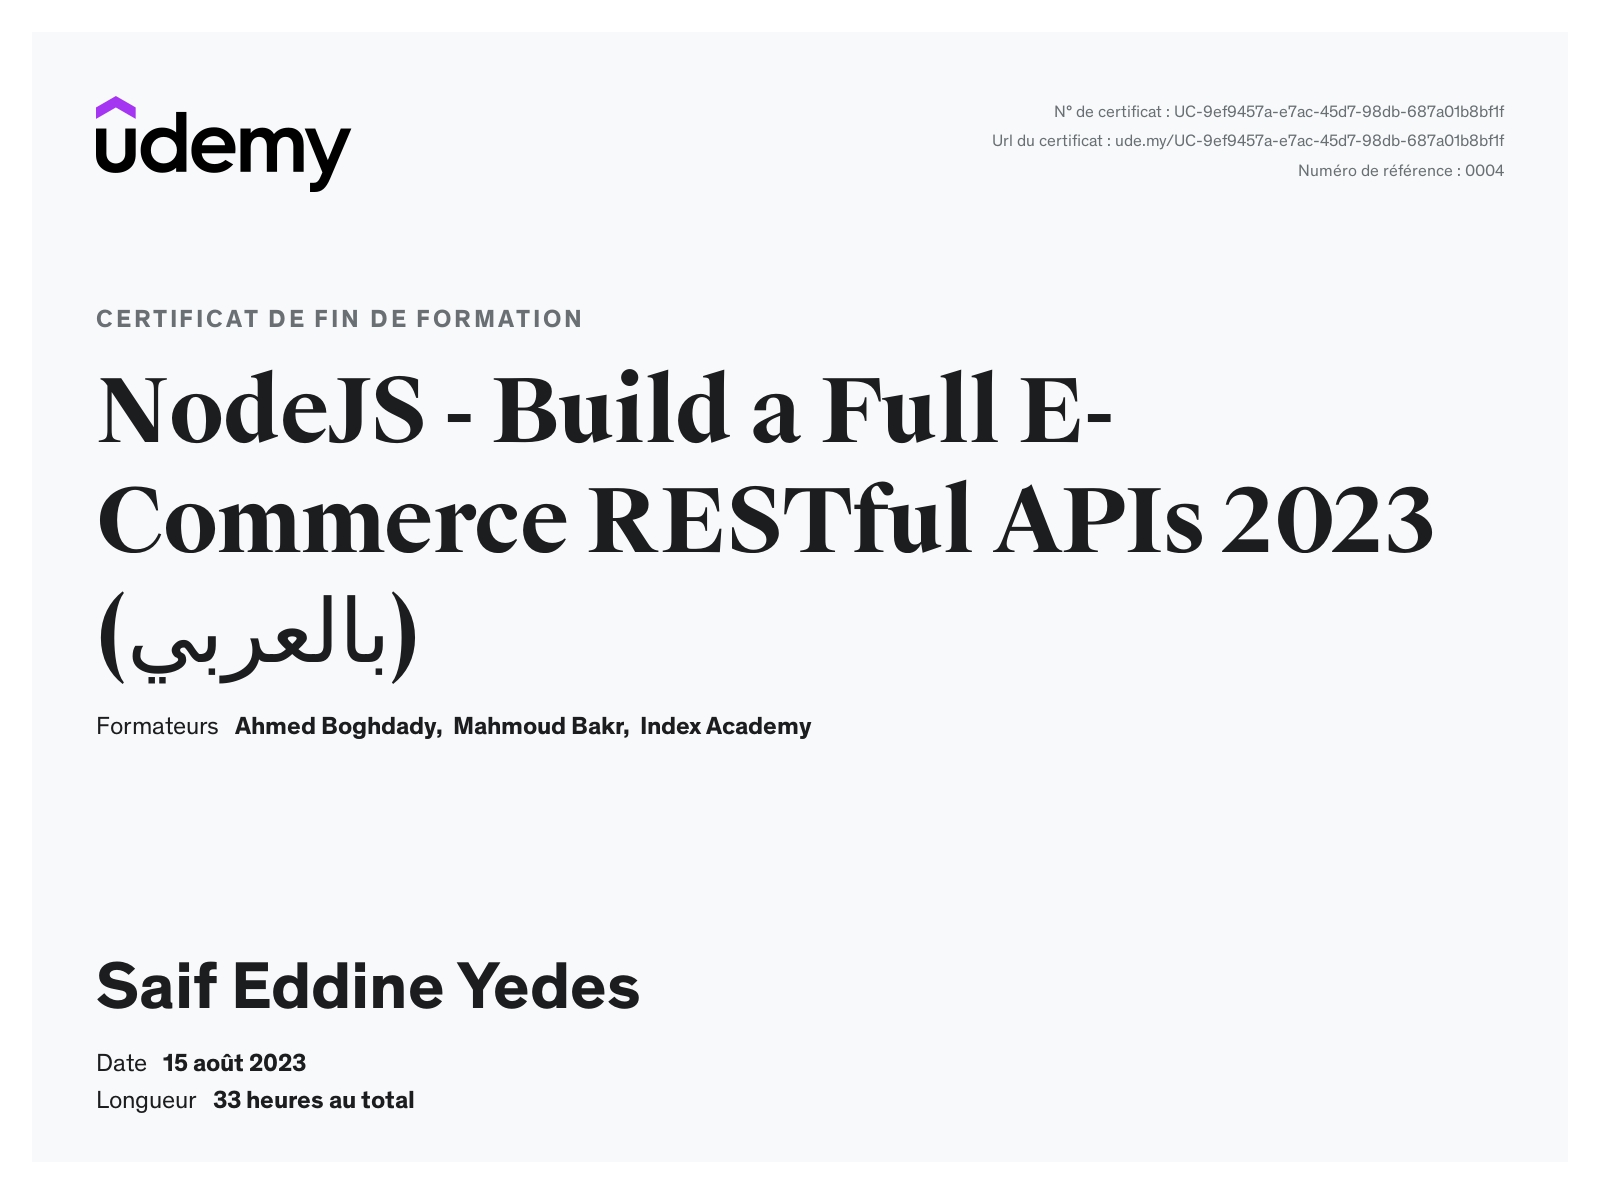 udemy
N° de certificat : UC-9ef9457a-e7ac-45d7-98db-687a01b8bf1f
Url du certificat : ude.my/UC-9ef9457a-e7ac-45d7-98db-687a01b8bf1f
Numéro de référence : 0004
CERTIFICAT DE FIN DE FORMATION
NodeJS - Build a Full E-
Commerce RESTful APIs 2023
(بالعربي)
Formateurs Ahmed Boghdady, Mahmoud Bakr, Index Academy
Saif Eddine Yedes
Date 15 août 2023
Longueur 33 heures au total